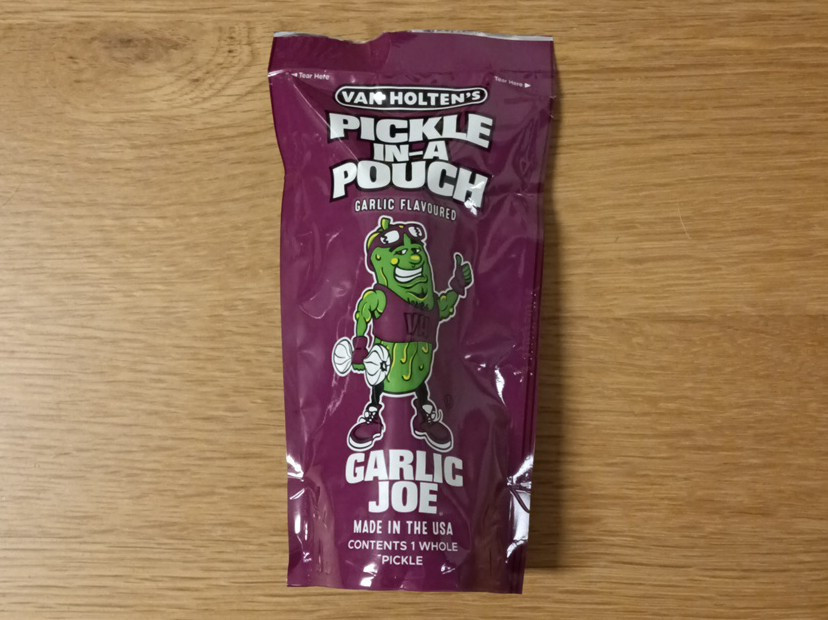 ◄ Tear Here
Tear Here ►
VAN HOLTEN'S
PICKLE
IN-A
POUCH
GARLIC FLAVOURED
VH
GARLIC
JOE®
MADE IN THE USA
CONTENTS 1 WHOLE
PICKLE